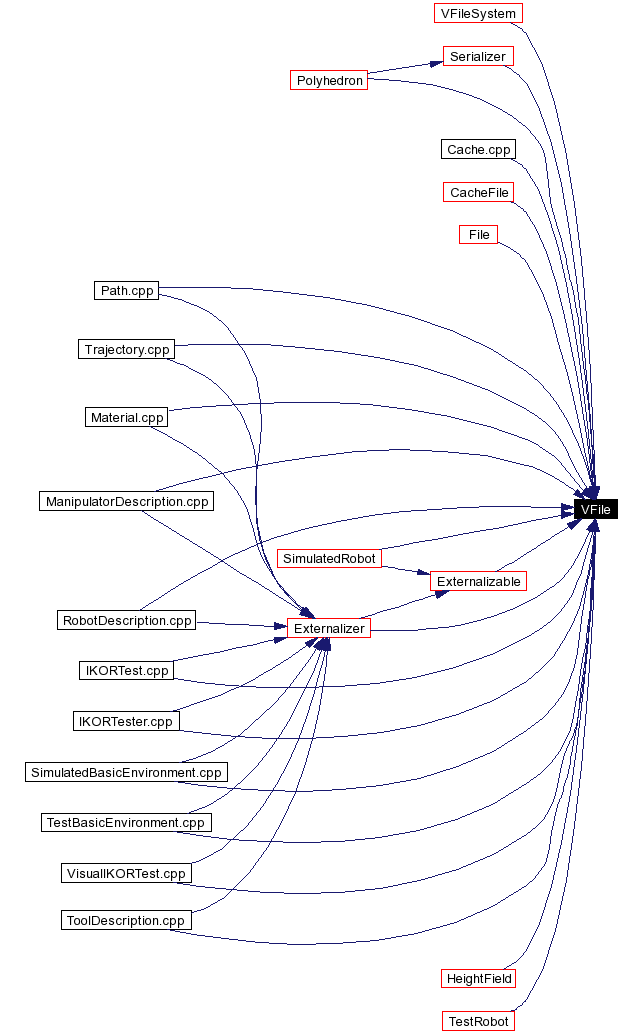 VFileSystem
Serializer
Polyhedron
Cache.cpp
CacheFile
File
Path.cpp
Trajectory.cpp
Material.cpp
ManipulatorDescription.cpp
VFile
SimulatedRobot
Externalizable
RobotDescription.cpp
Externalizer
IKORTest.cpp
IKORTester.cpp
SimulatedBasicEnvironment.cpp
TestBasicEnvironment.cpp
VisualIKORTest.cpp
ToolDescription.cpp
HeightField
TestRobot